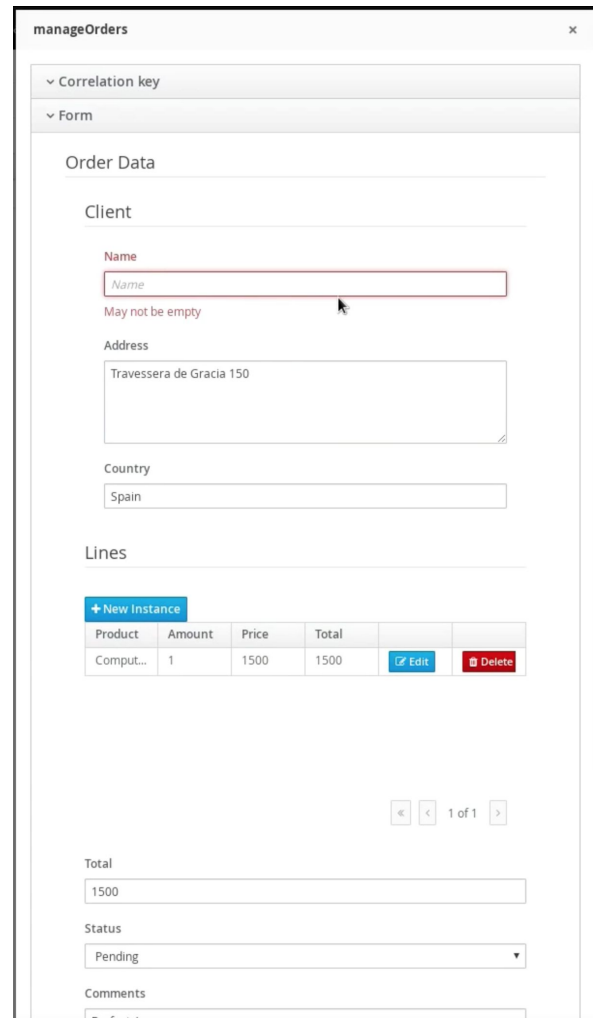 manageOrders ×
Correlation key
Form
Order Data
Client
Name
Name
May not be empty
Address
Travessera de Gracia 150
Country
Spain
Lines
+ New Instance
Product Amount Price Total
Comput... 1 1500 1500 Edit Delete
« ‹ 1 of 1 ›
Total
1500
Status
Pending
Comments